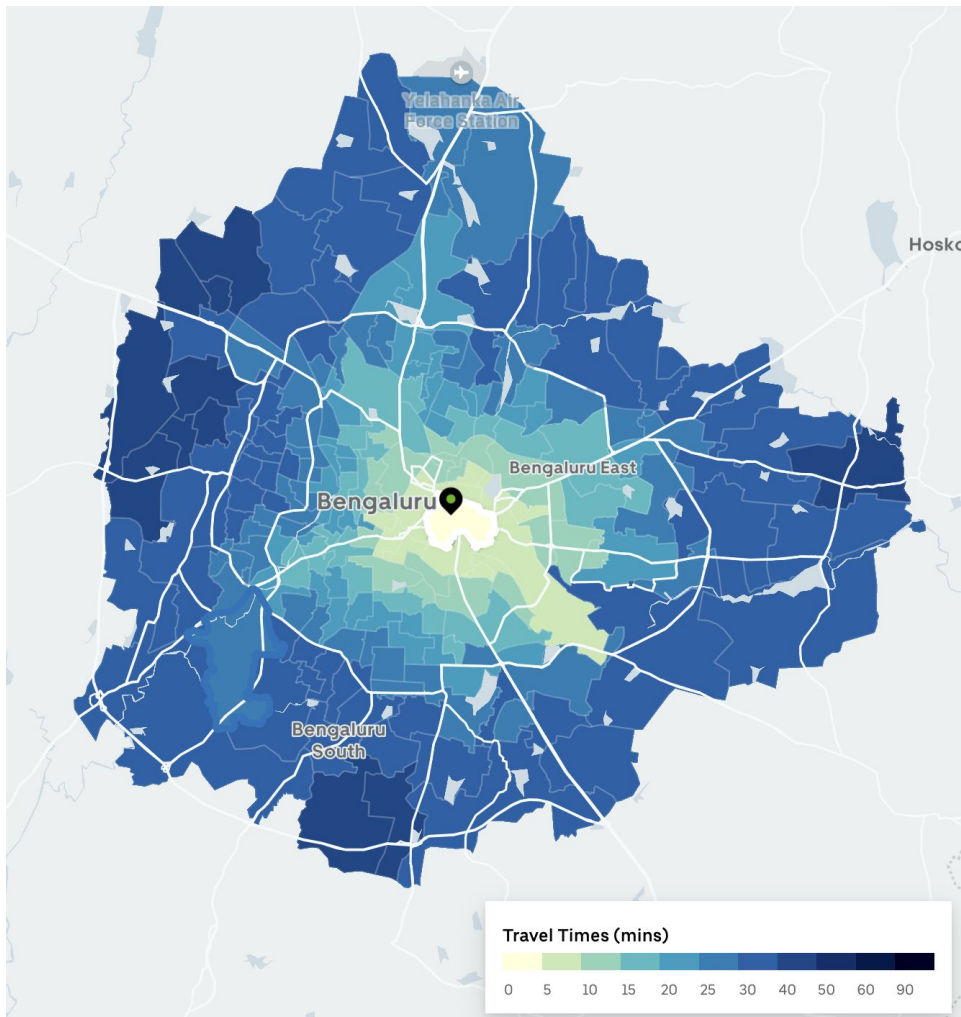 Yelahanka Air
Force Station
Hosko
Bengaluru East
Bengaluru
Bengaluru
South
Travel Times (mins)
0 5 10 15 20 25 30 40 50 60 90